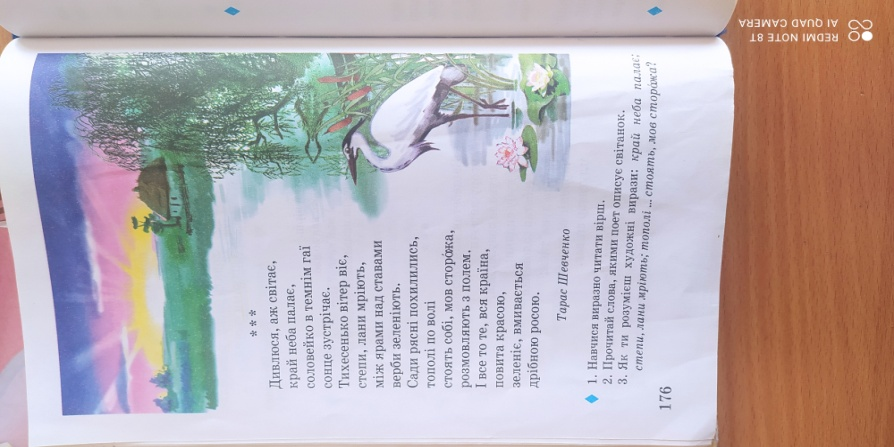 * * *
Дивлюся, аж світає,
край неба палає,
соловейко в темнім гаї
сонце зустрічає.
Тихесенько вітер віє,
степи, лани мріють,
між ярами над ставами
верби зеленіють.
Сади рясні похилились,
тополі по волі
стоять собі, мов сторо́жа,
розмовляють з полем.
І все то те, вся країна,
повита красою,
зеленіє, вмивається
дрібною росою.
Тарас Шевченко
1. Навчися виразно читати вірш.
2. Прочитай слова, якими поет описує світанок.
3. Як ти розумієш художні вирази: край неба палає;
степи, лани мріють; тополі ... стоять, мов сторо́жа?
176
REDMI NOTE 8T
AI QUAD CAMERA